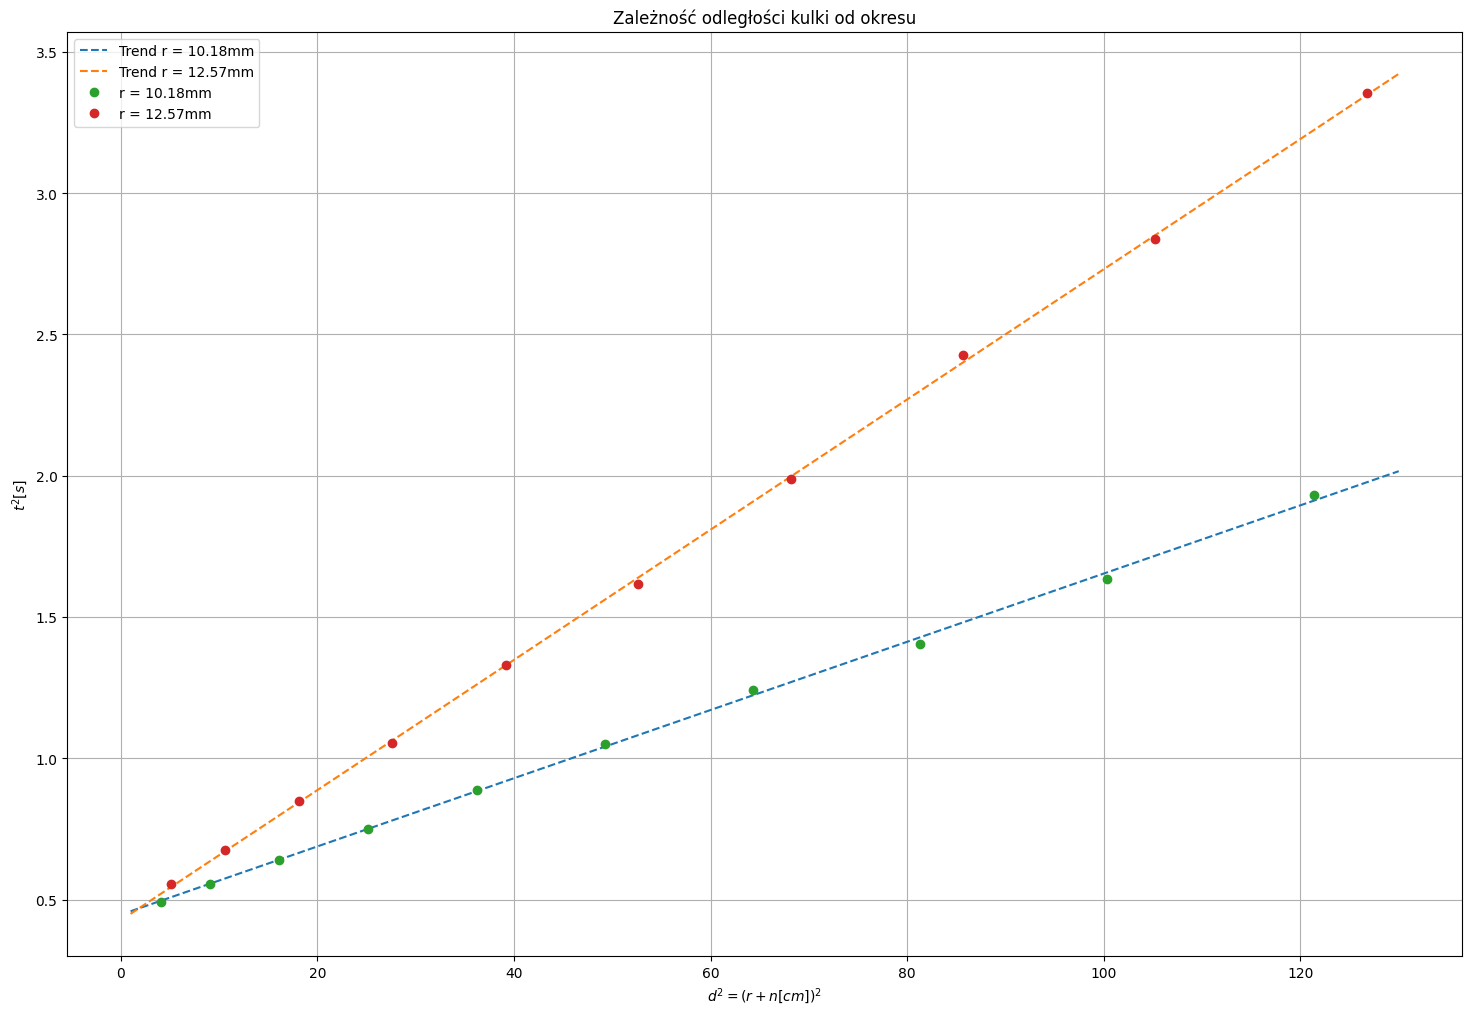 Zależność odległości kulki od okresu
Trend r = 10.18mm
Trend r = 12.57mm
r = 10.18mm
r = 12.57mm
3.5
3.0
2.5
2.0
1.5
1.0
0.5
t²[s]
0 20 40 60 80 100 120
d² = (r + n[cm])²